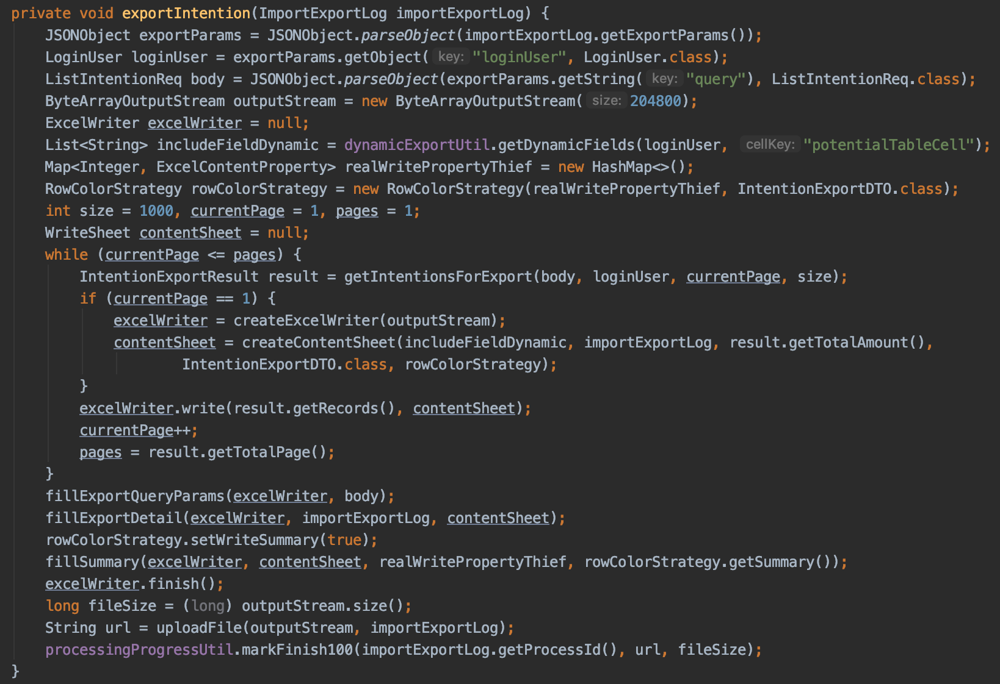 private void exportIntention(ImportExportLog importExportLog) {
JSONObject exportParams = JSONObject.parseObject(importExportLog.getExportParams());
LoginUser loginUser = exportParams.getObject( key: "loginUser", LoginUser.class);
ListIntentionReq body = JSONObject.parseObject(exportParams.getString( key: "query"), ListIntentionReq.class);
ByteArrayOutputStream outputStream = new ByteArrayOutputStream( size: 204800);
ExcelWriter excelWriter = null;
List<String> includeFieldDynamic = dynamicExportUtil.getDynamicFields(loginUser, cellKey: "potentialTableCell");
Map<Integer, ExcelContentProperty> realWritePropertyThief = new HashMap<>();
RowColorStrategy rowColorStrategy = new RowColorStrategy(realWritePropertyThief, IntentionExportDTO.class);
int size = 1000, currentPage = 1, pages = 1;
WriteSheet contentSheet = null;
while (currentPage <= pages) {
IntentionExportResult result = getIntentionsForExport(body, loginUser, currentPage, size);
if (currentPage == 1) {
excelWriter = createExcelWriter(outputStream);
contentSheet = createContentSheet(includeFieldDynamic, importExportLog, result.getTotalAmount(),
IntentionExportDTO.class, rowColorStrategy);
}
excelWriter.write(result.getRecords(), contentSheet);
currentPage++;
pages = result.getTotalPage();
}
fillExportQueryParams(excelWriter, body);
fillExportDetail(excelWriter, importExportLog, contentSheet);
rowColorStrategy.setWriteSummary(true);
fillSummary(excelWriter, contentSheet, realWritePropertyThief, rowColorStrategy.getSummary());
excelWriter.finish();
long fileSize = (long) outputStream.size();
String url = uploadFile(outputStream, importExportLog);
processingProgressUtil.markFinish100(importExportLog.getProcessId(), url, fileSize);
}